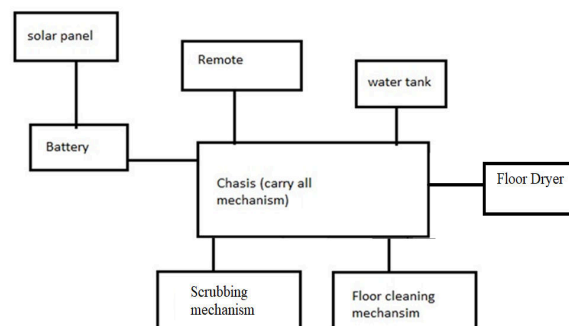 solar panel
Remote
water tank
Battery
Chasis (carry all
mechanism)
Floor Dryer
Scrubbing
mechanism
Floor cleaning
mechansim